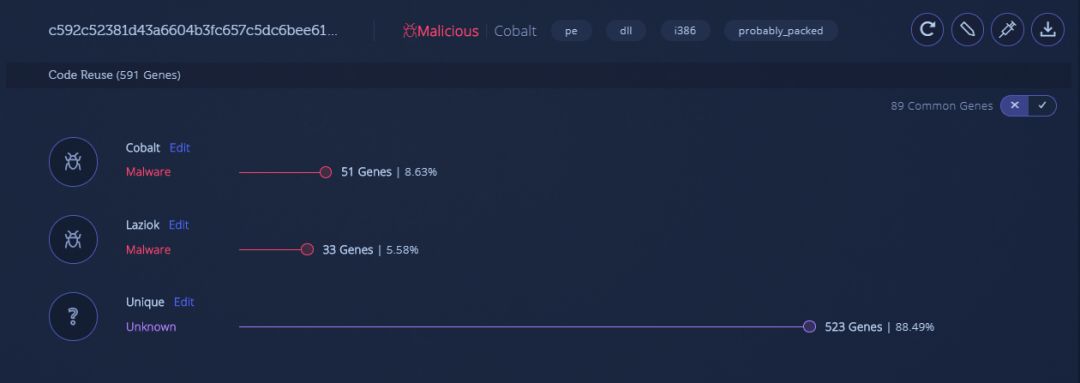 c592c52381d43a6604b3fc657c5dc6bee61... Malicious Cobalt pe dll i386 probably_packed
Code Reuse (591 Genes)
89 Common Genes
Cobalt Edit
Malware 51 Genes | 8.63%
Laziok Edit
Malware 33 Genes | 5.58%
Unique Edit
Unknown 523 Genes | 88.49%